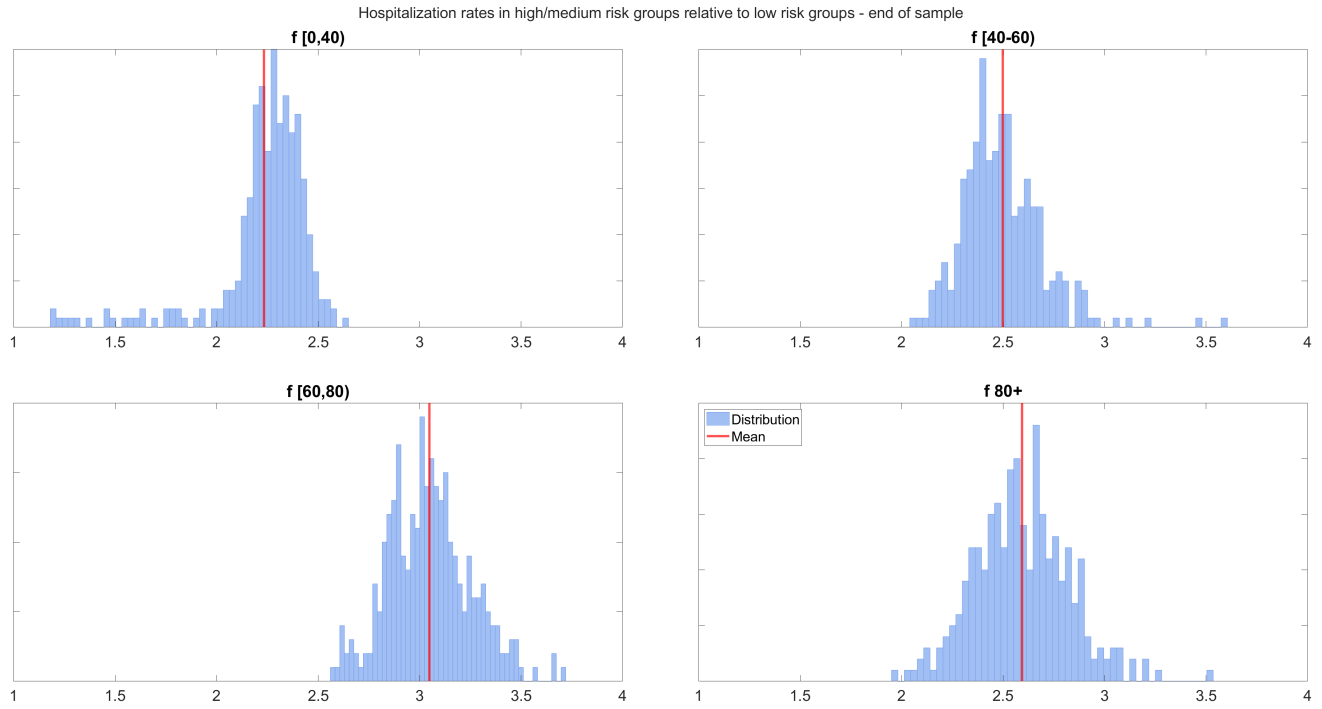 Hospitalization rates in high/medium risk groups relative to low risk groups - end of sample
f [0,40)
1 1.5 2 2.5 3 3.5 4
f [40-60)
1 1.5 2 2.5 3 3.5 4
f [60,80)
1 1.5 2 2.5 3 3.5 4
f 80+
Distribution
Mean
1 1.5 2 2.5 3 3.5 4